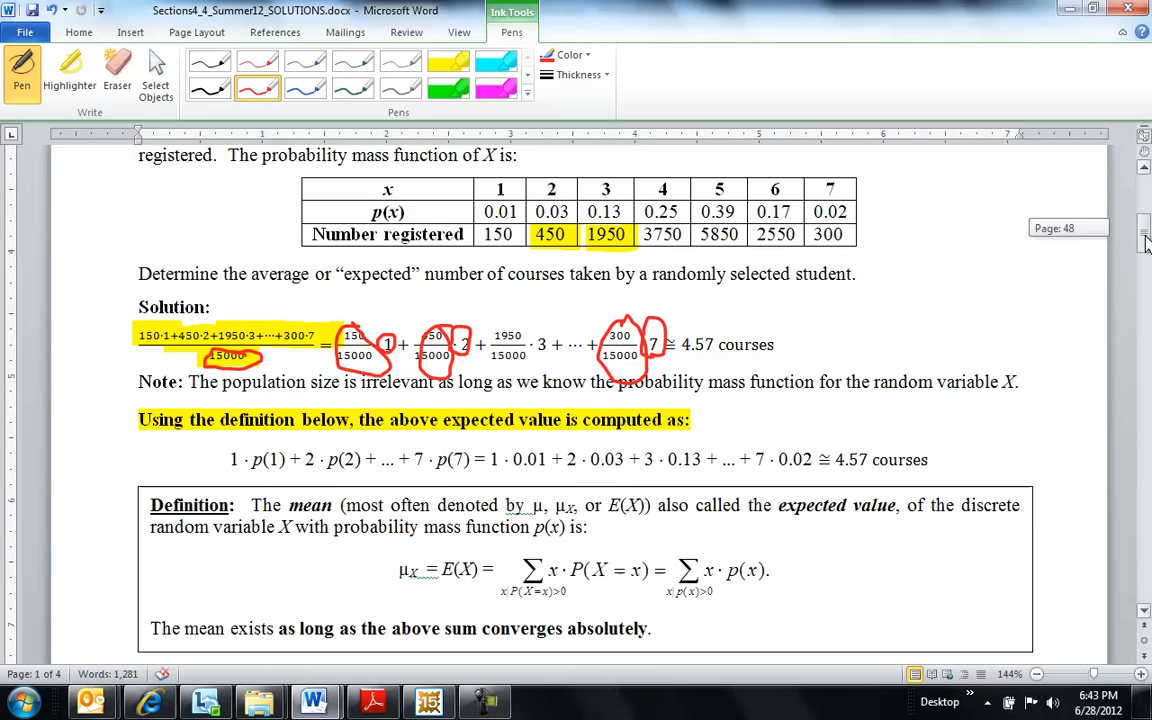 Sections4_4_Summer12_SOLUTIONS.docx - Microsoft Word
Ink Tools
File Home Insert Page Layout References Mailings Review View Pens
Pen Highlighter Eraser Select Objects
Color
Thickness
Write Pens
registered. The probability mass function of X is:
x 1 2 3 4 5 6 7
p(x) 0.01 0.03 0.13 0.25 0.39 0.17 0.02
Number registered 150 450 1950 3750 5850 2550 300
Page: 48
Determine the average or “expected” number of courses taken by a randomly selected student.
Solution:
150·1+450·2+1950·3+⋯+300·7 / 15000 = 150/15000 · 1 + 450/15000 · 2 + 1950/15000 · 3 + ⋯ + 300/15000 · 7 ≅ 4.57 courses
Note: The population size is irrelevant as long as we know the probability mass function for the random variable X.
Using the definition below, the above expected value is computed as:
1 · p(1) + 2 · p(2) + ... + 7 · p(7) = 1 · 0.01 + 2 · 0.03 + 3 · 0.13 + ... + 7 · 0.02 ≅ 4.57 courses
Definition: The mean (most often denoted by μ, μX, or E(X)) also called the expected value, of the discrete
random variable X with probability mass function p(x) is:
μX = E(X) = ∑ x · P(X = x) = ∑ x · p(x).
x|P(X=x)>0 x|p(x)>0
The mean exists as long as the above sum converges absolutely.
Page: 1 of 4 Words: 1,281 144%
Desktop 6:43 PM
6/28/2012